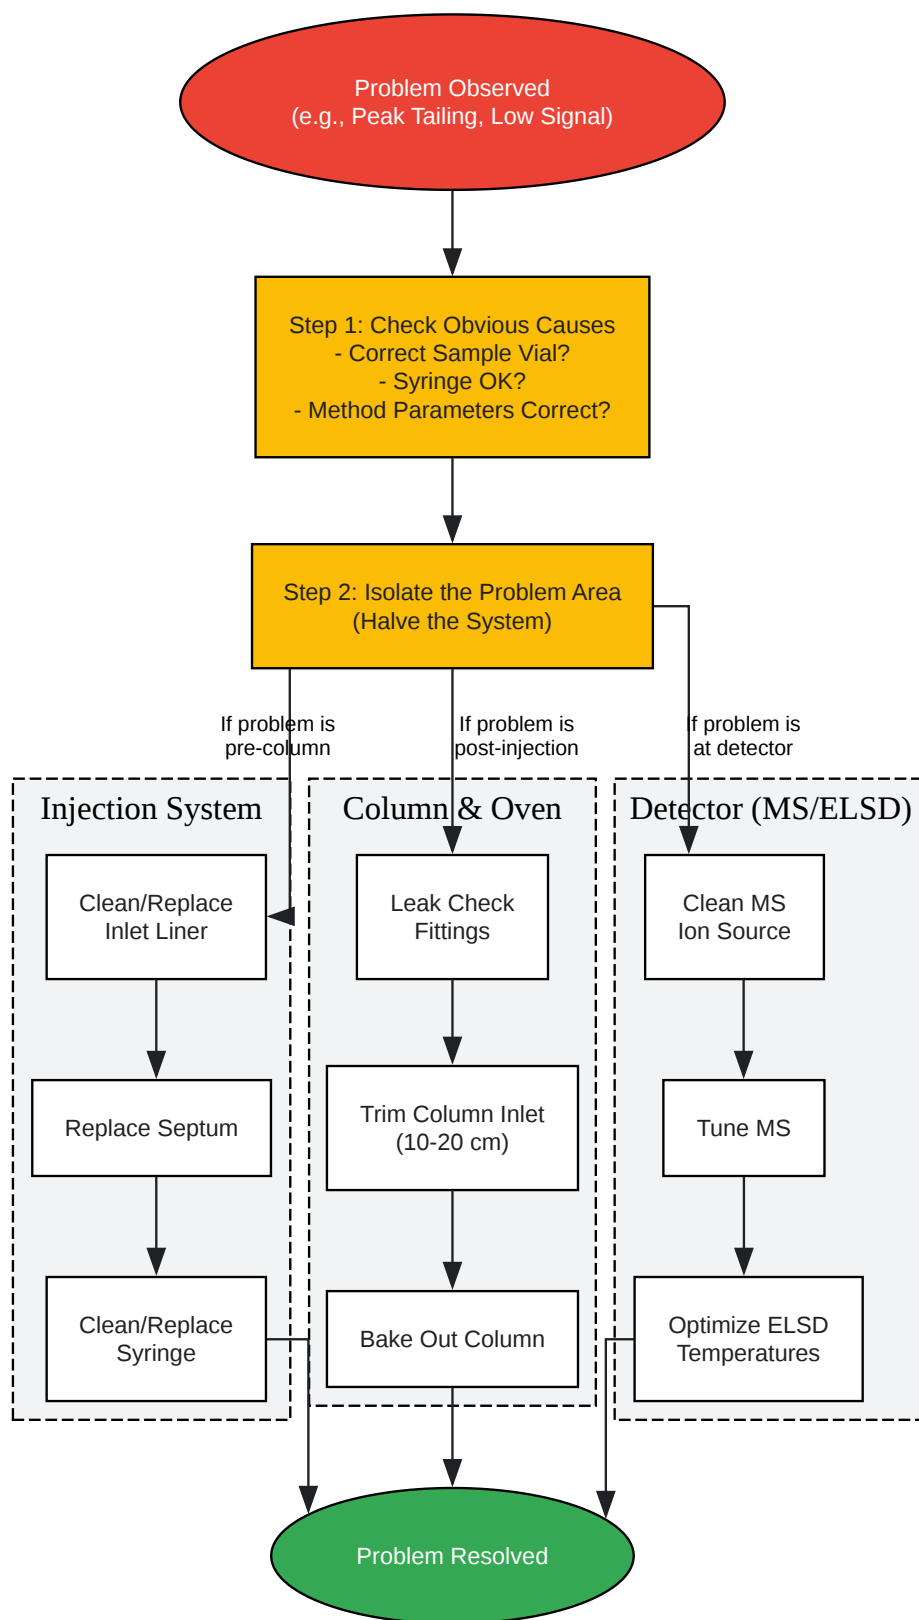 Problem Observed
(e.g., Peak Tailing, Low Signal)
Step 1: Check Obvious Causes
- Correct Sample Vial?
- Syringe OK?
- Method Parameters Correct?
Step 2: Isolate the Problem Area
(Halve the System)
If problem is
pre-column
If problem is
post-injection
If problem is
at detector
Injection System
Clean/Replace
Inlet Liner
Replace Septum
Clean/Replace
Syringe
Column & Oven
Leak Check
Fittings
Trim Column Inlet
(10-20 cm)
Bake Out Column
Detector (MS/ELSD)
Clean MS
Ion Source
Tune MS
Optimize ELSD
Temperatures
Problem Resolved